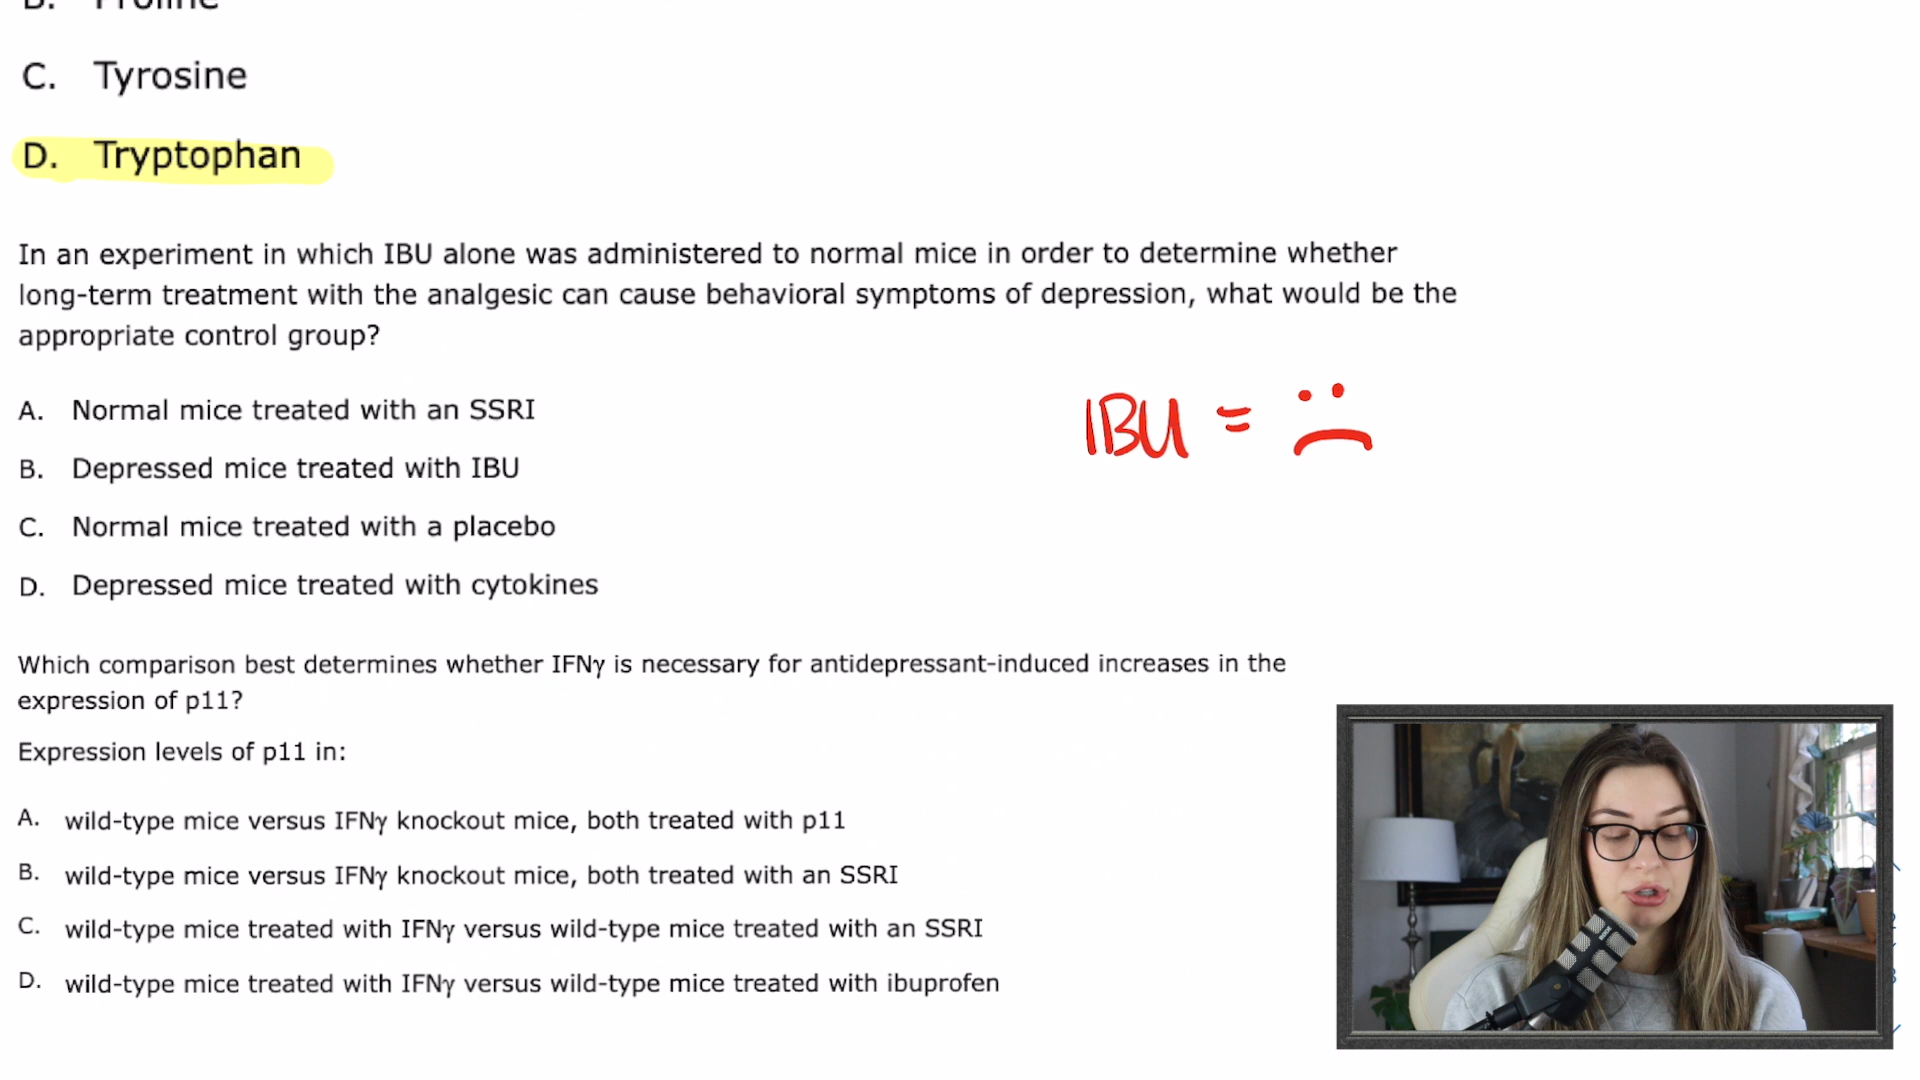 B. Proline
C. Tyrosine
D. Tryptophan
In an experiment in which IBU alone was administered to normal mice in order to determine whether
long-term treatment with the analgesic can cause behavioral symptoms of depression, what would be the
appropriate control group?
A. Normal mice treated with an SSRI
B. Depressed mice treated with IBU
C. Normal mice treated with a placebo
D. Depressed mice treated with cytokines
IBU =
Which comparison best determines whether IFNγ is necessary for antidepressant-induced increases in the
expression of p11?
Expression levels of p11 in:
A. wild-type mice versus IFNγ knockout mice, both treated with p11
B. wild-type mice versus IFNγ knockout mice, both treated with an SSRI
C. wild-type mice treated with IFNγ versus wild-type mice treated with an SSRI
D. wild-type mice treated with IFNγ versus wild-type mice treated with ibuprofen